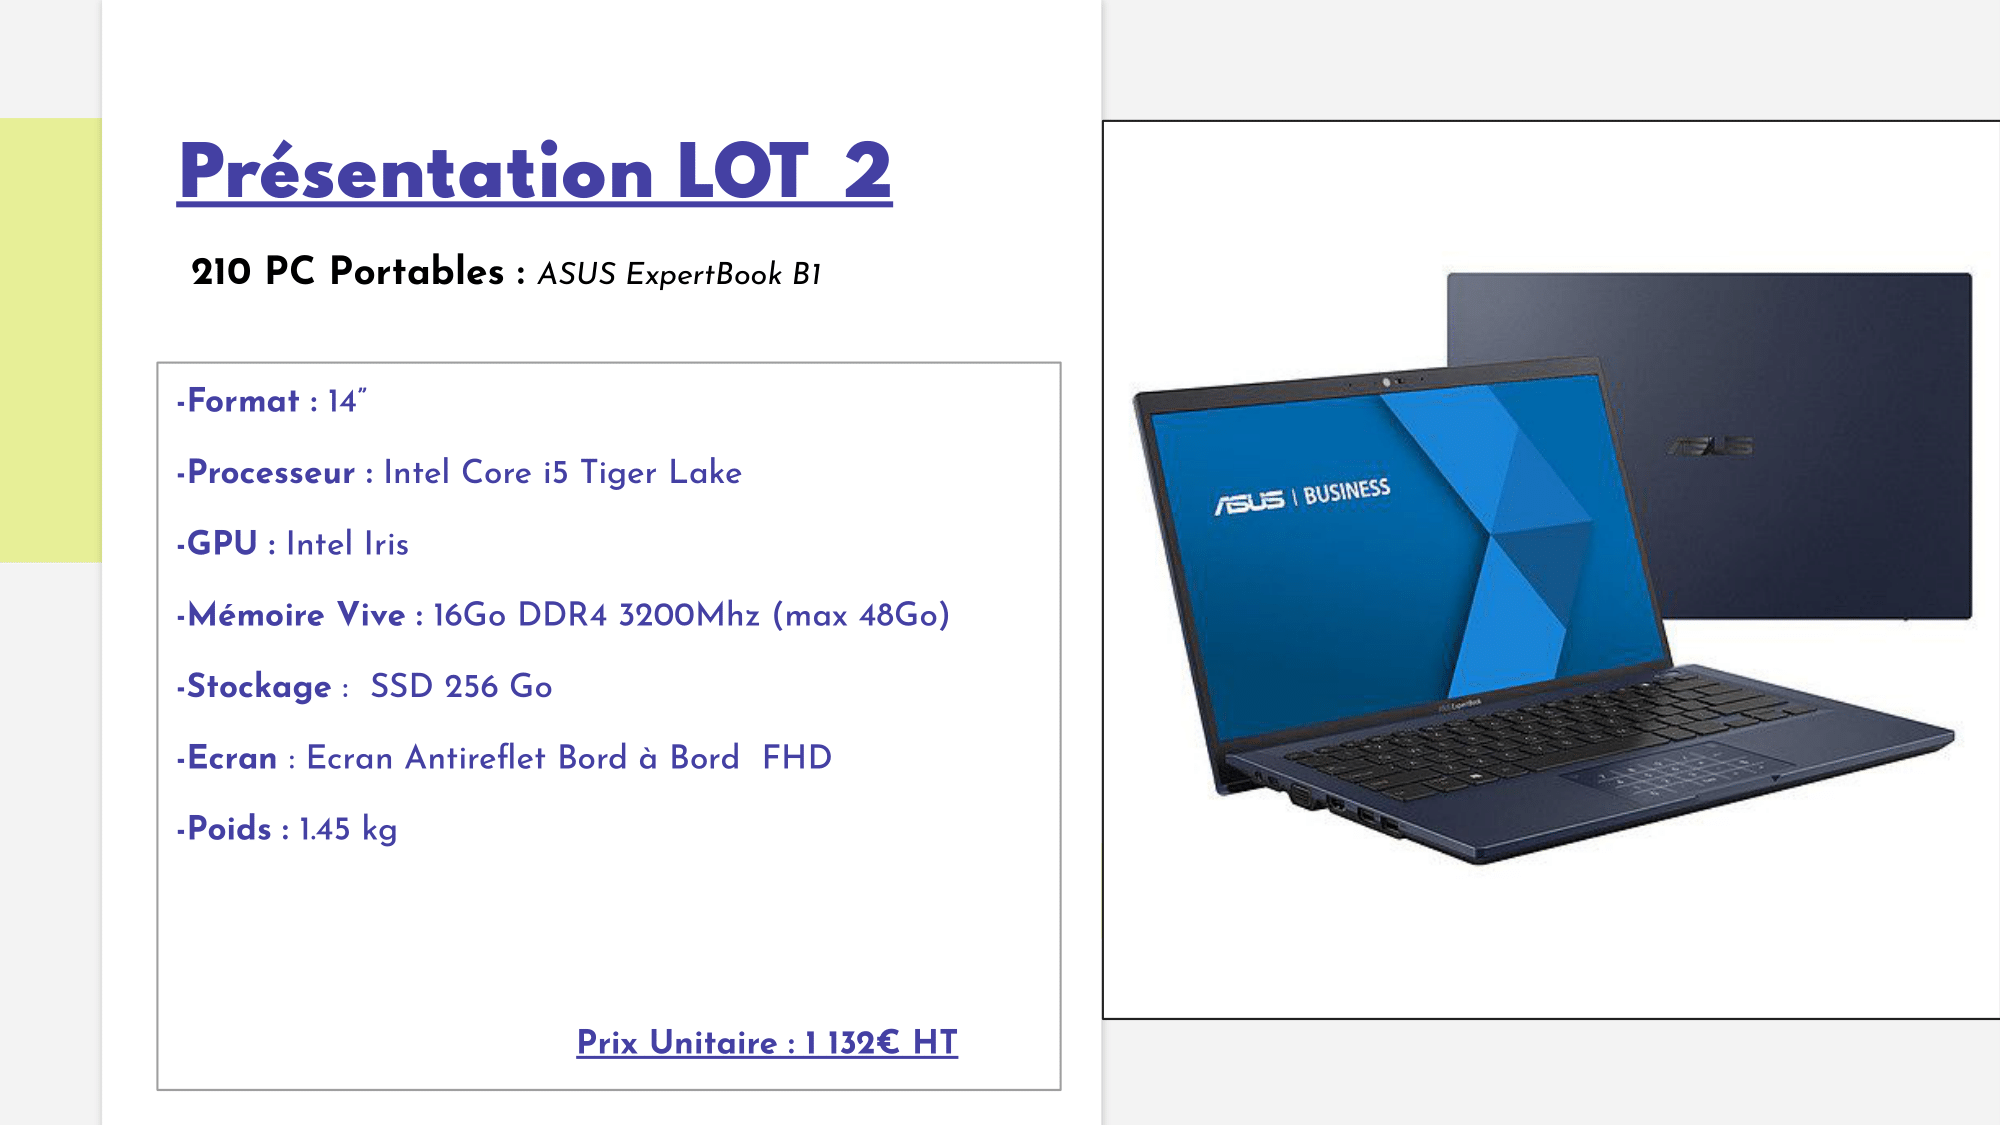 Présentation LOT 2
210 PC Portables : ASUS ExpertBook B1
-Format : 14”
-Processeur : Intel Core i5 Tiger Lake
-GPU : Intel Iris
-Mémoire Vive : 16Go DDR4 3200Mhz (max 48Go)
-Stockage : SSD 256 Go
-Ecran : Ecran Antireflet Bord à Bord FHD
-Poids : 1.45 kg
Prix Unitaire : 1 132€ HT
ASUS
ASUS | BUSINESS